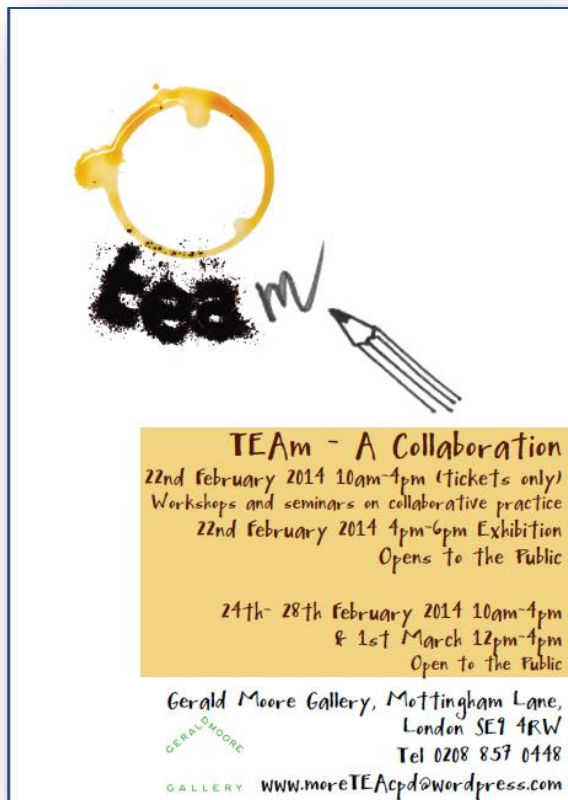 team
TEAm - A Collaboration
22nd February 2014 10am-4pm (tickets only)
Workshops and seminars on collaborative practice
22nd February 2014 4pm-6pm Exhibition
Opens to the Public
24th- 28th February 2014 10am-4pm
& 1st March 12pm-4pm
Open to the Public
Gerald Moore Gallery, Mottingham Lane,
London SE9 4RW
Tel 0208 857 0448
www.moreTEAcpd@wordpress.com
GERALD MOORE
GALLERY